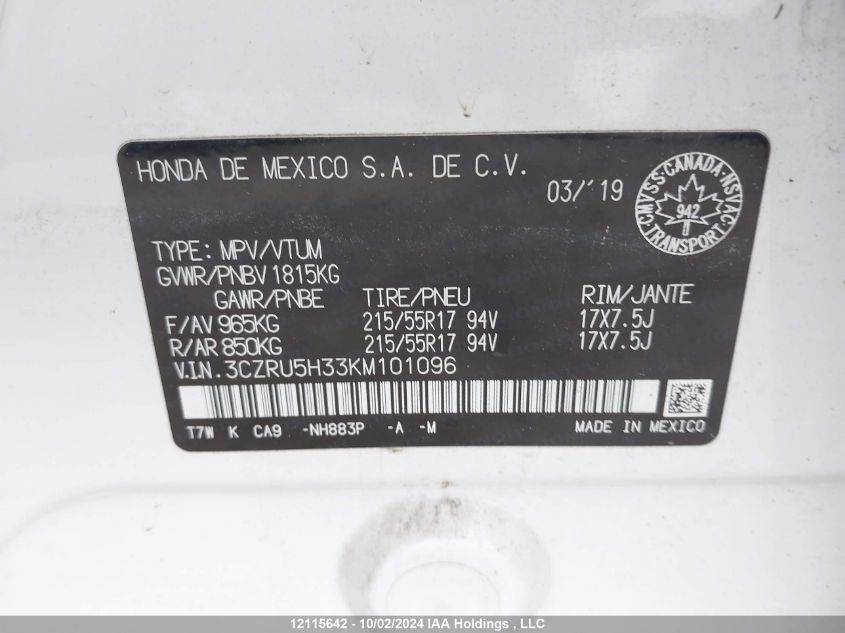 HONDA DE MEXICO S.A. DE C.V.
03/'19
CMVSS·CANADA·NSVAC
942
TRANSPORT
TYPE: MPV/VTUM
GVWR/PNBV 1815KG
GAWR/PNBE TIRE/PNEU RIM/JANTE
F/AV 965KG 215/55R17 94V 17X7.5J
R/AR 850KG 215/55R17 94V 17X7.5J
V.I.N. 3CZRU5H33KM101096
T7W K CA9 -NH883P -A -M MADE IN MEXICO
12115642 - 10/02/2024 IAA Holdings , LLC